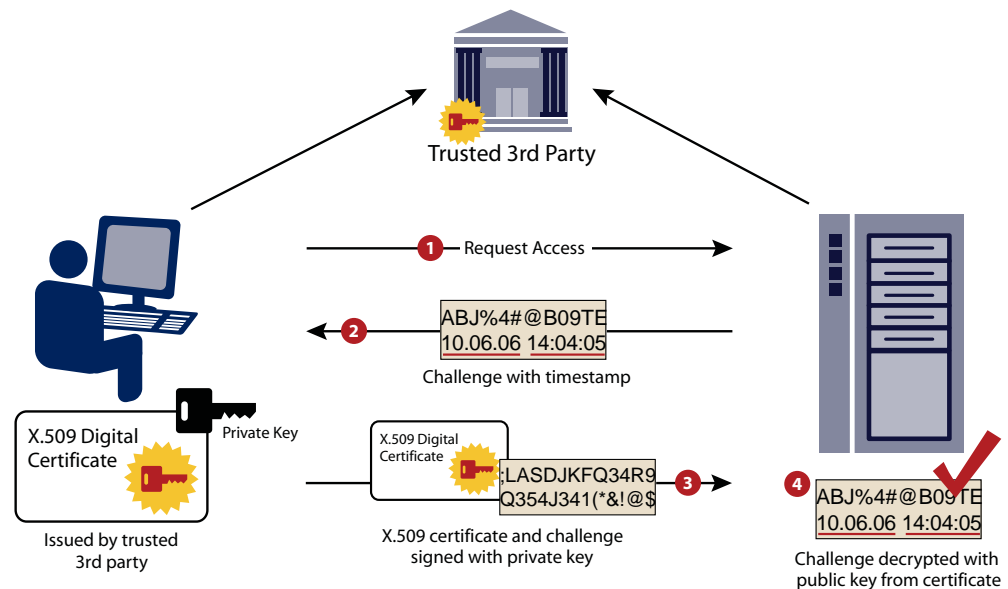 Trusted 3rd Party
1 Request Access
2
ABJ%4#@B09TE
10.06.06 14:04:05
Challenge with timestamp
Private Key
X.509 Digital
Certificate
Issued by trusted
3rd party
X.509 Digital
Certificate
;LASDJKFQ34R9
Q354J341(*&!@$
3
X.509 certificate and challenge
signed with private key
4
ABJ%4#@B09TE
10.06.06 14:04:05
Challenge decrypted with
public key from certificate